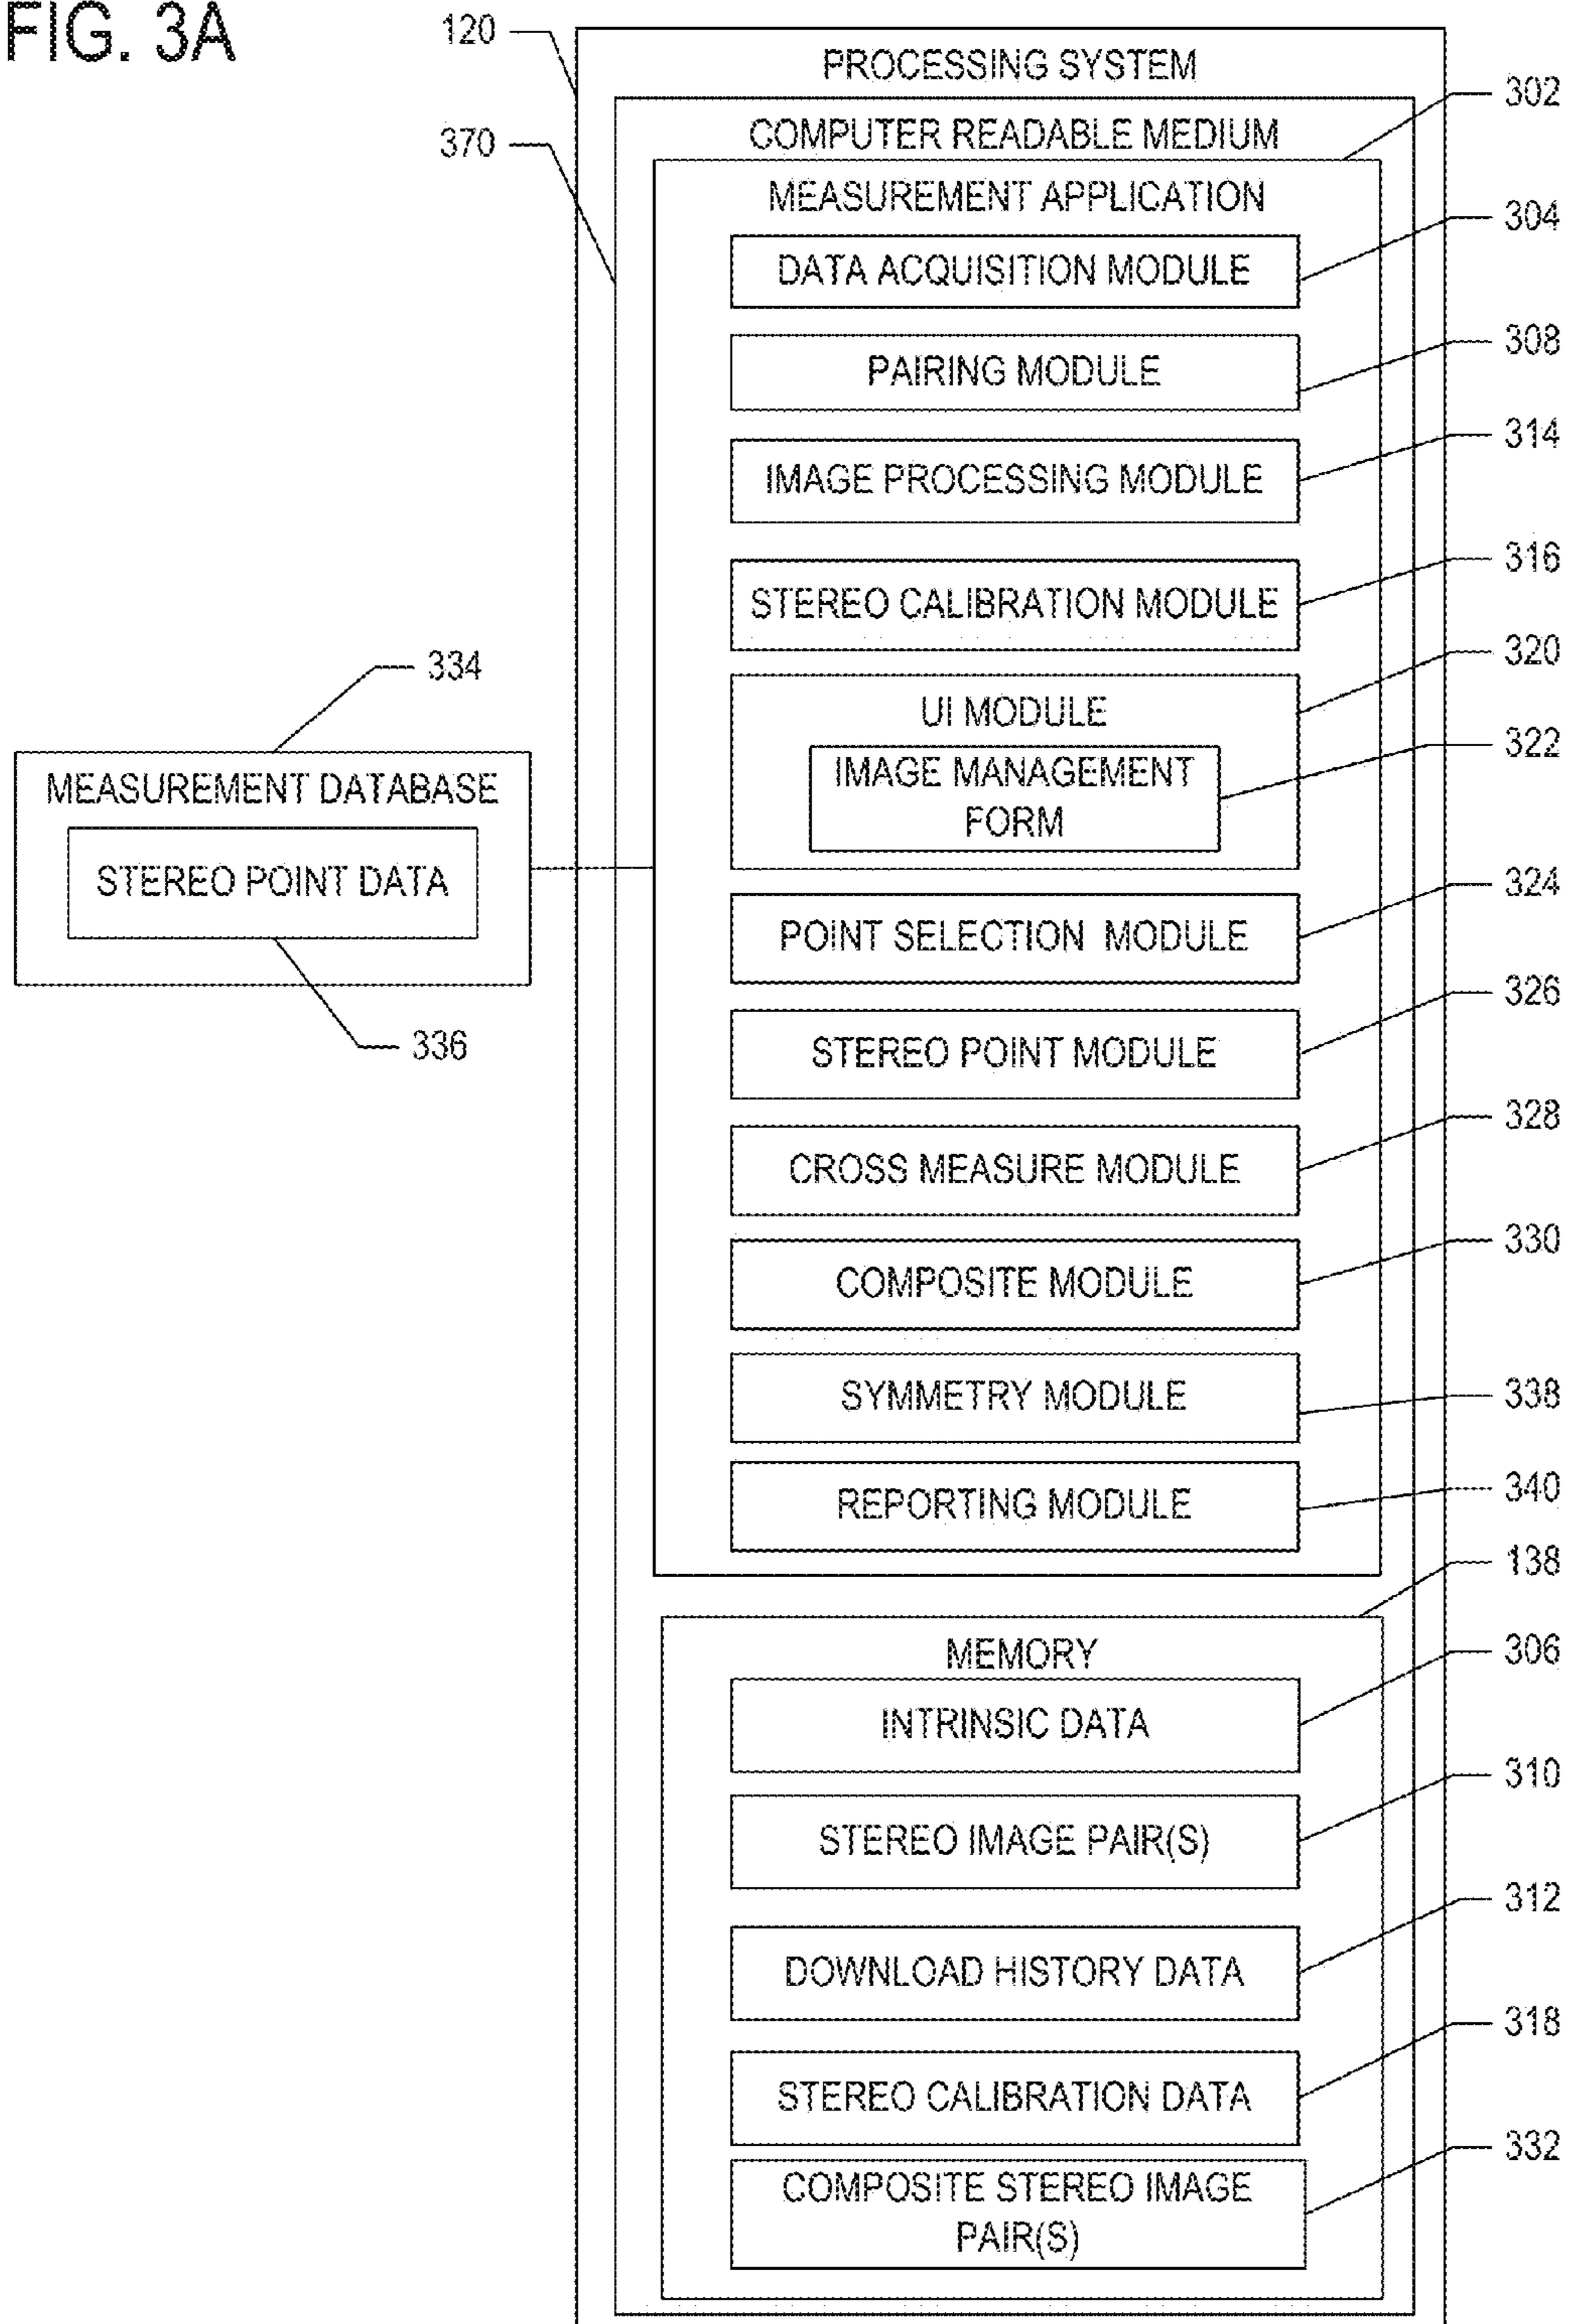 FIG. 3A
120
PROCESSING SYSTEM
302
370
COMPUTER READABLE MEDIUM
MEASUREMENT APPLICATION
304
DATA ACQUISITION MODULE
308
PAIRING MODULE
314
IMAGE PROCESSING MODULE
316
STEREO CALIBRATION MODULE
320
UI MODULE
322
IMAGE MANAGEMENT
FORM
334
MEASUREMENT DATABASE
STEREO POINT DATA
336
324
POINT SELECTION MODULE
326
STEREO POINT MODULE
328
CROSS MEASURE MODULE
330
COMPOSITE MODULE
338
SYMMETRY MODULE
340
REPORTING MODULE
138
MEMORY
306
INTRINSIC DATA
310
STEREO IMAGE PAIR(S)
312
DOWNLOAD HISTORY DATA
318
STEREO CALIBRATION DATA
332
COMPOSITE STEREO IMAGE
PAIR(S)